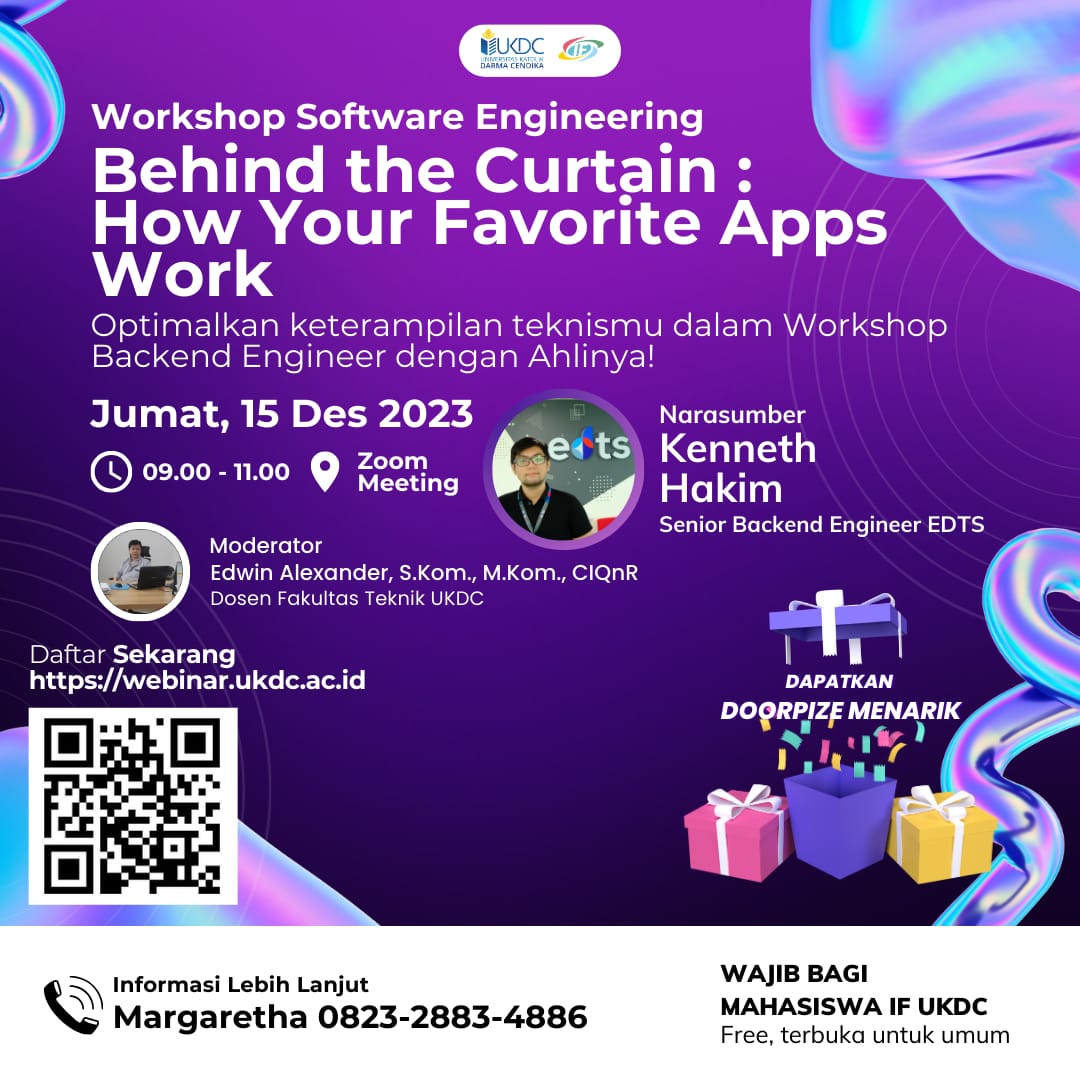 UKDC
UNIVERSITAS KATOLIK
DARMA CENDIKA
IF
Workshop Software Engineering
Behind the Curtain :
How Your Favorite Apps
Work
Optimalkan keterampilan teknismu dalam Workshop
Backend Engineer dengan Ahlinya!
Jumat, 15 Des 2023
09.00 - 11.00
Zoom
Meeting
edts
Narasumber
Kenneth
Hakim
Senior Backend Engineer EDTS
Moderator
Edwin Alexander, S.Kom., M.Kom., CIQnR
Dosen Fakultas Teknik UKDC
Daftar Sekarang
https://webinar.ukdc.ac.id
DAPATKAN
DOORPIZE MENARIK
Informasi Lebih Lanjut
Margaretha 0823-2883-4886
WAJIB BAGI
MAHASISWA IF UKDC
Free, terbuka untuk umum